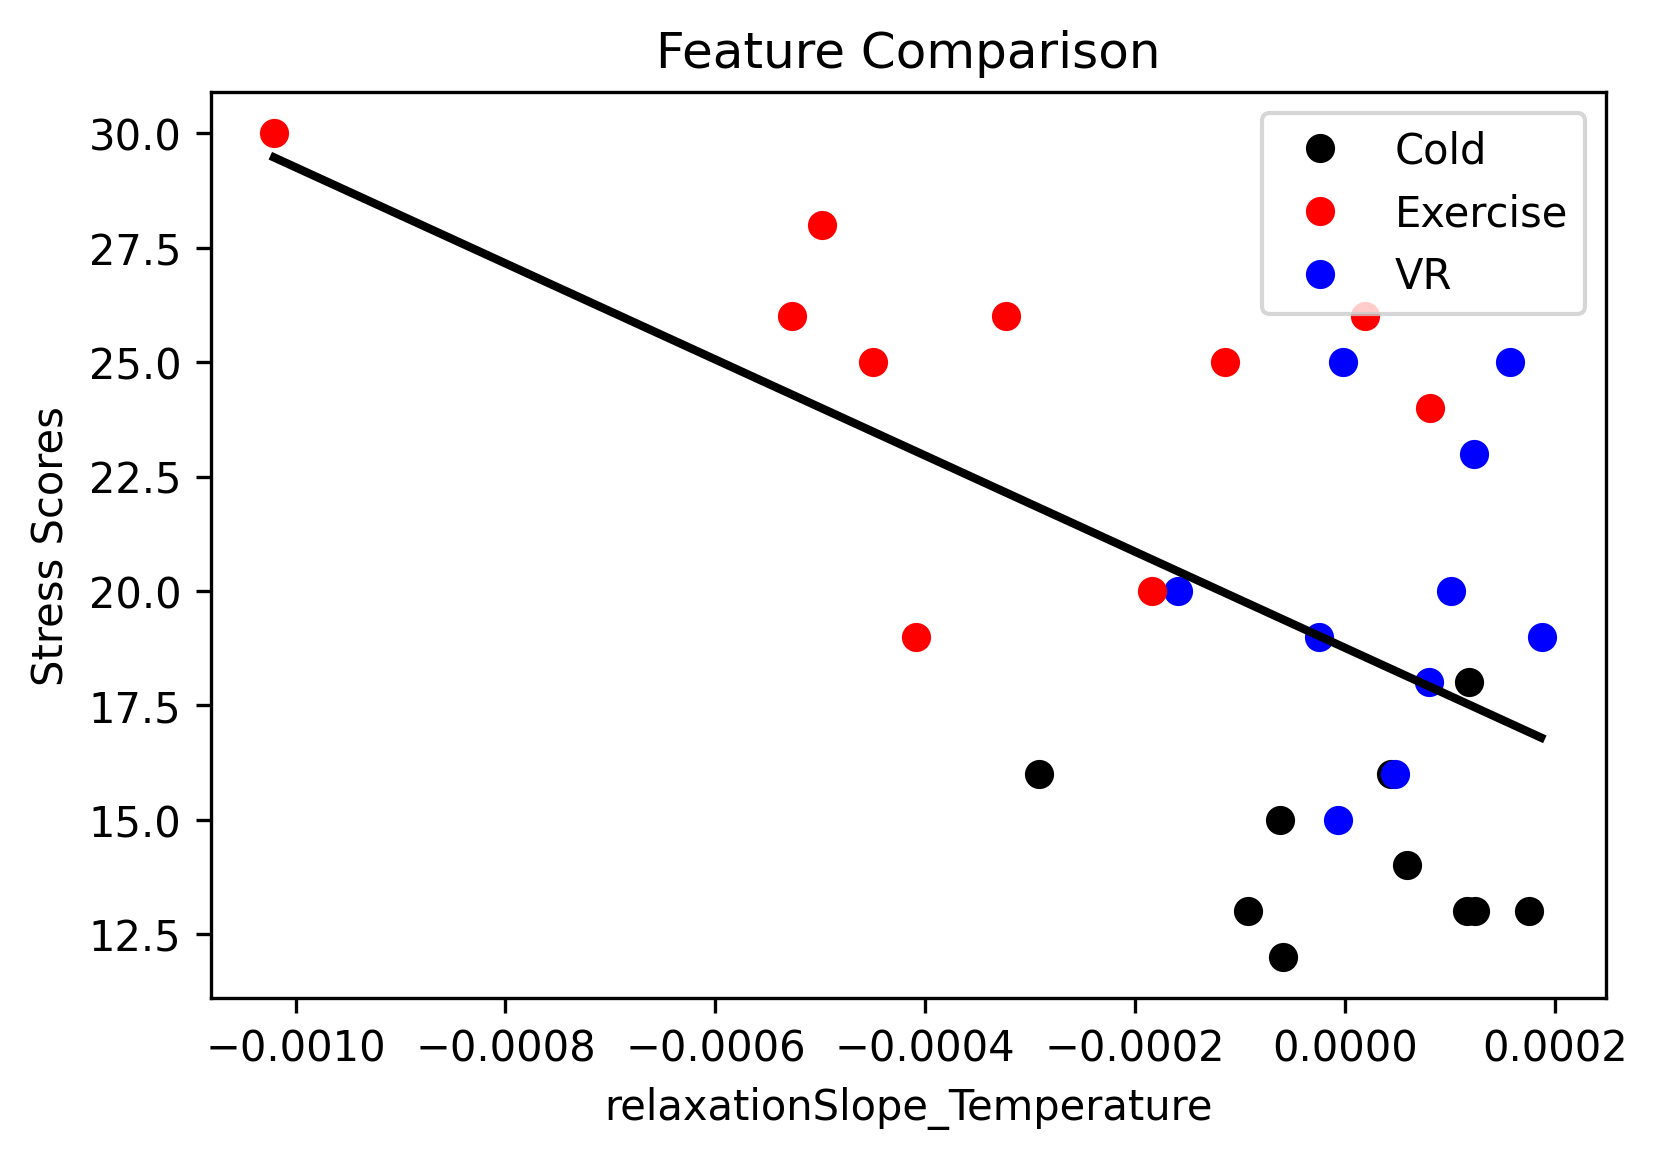 Feature Comparison
30.0
27.5
25.0
22.5
20.0
17.5
15.0
12.5
Stress Scores
Cold
Exercise
VR
−0.0010 −0.0008 −0.0006 −0.0004 −0.0002 0.0000 0.0002
relaxationSlope_Temperature